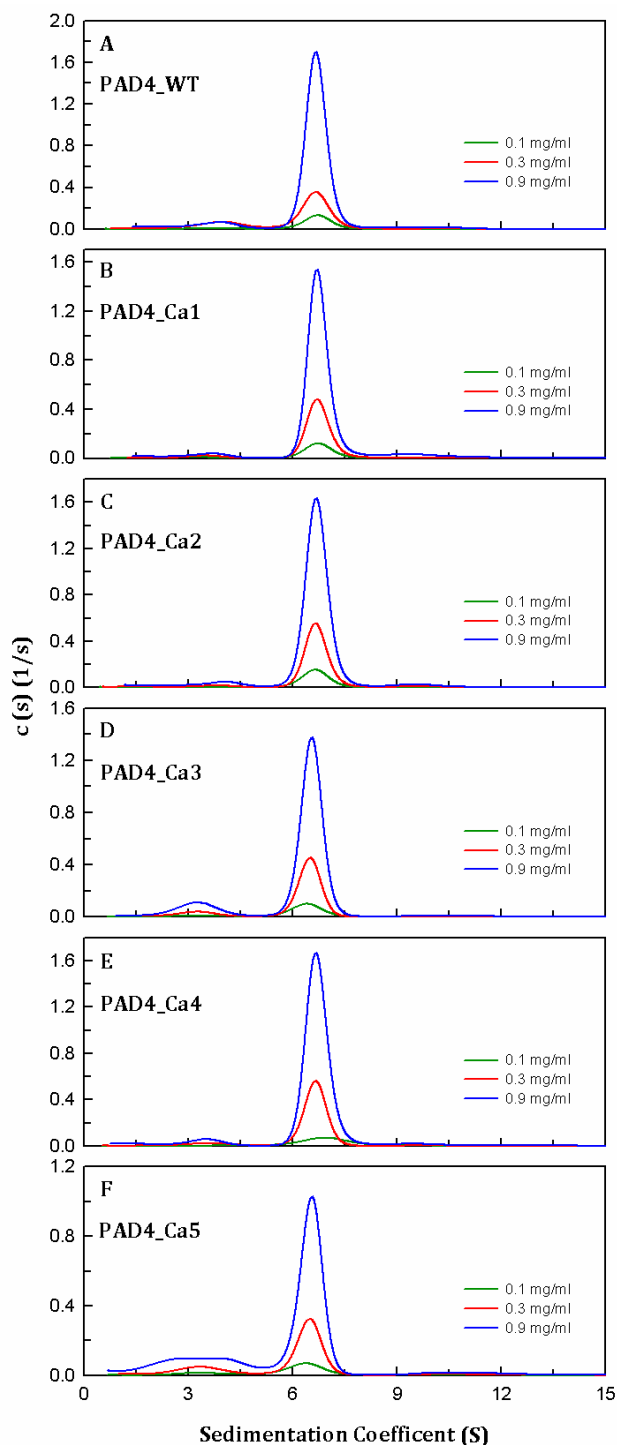 A
PAD4_WT
2.0
1.6
1.2
0.8
0.4
0.0
0.1 mg/ml
0.3 mg/ml
0.9 mg/ml
B
PAD4_Ca1
1.6
1.2
0.8
0.4
0.0
0.1 mg/ml
0.3 mg/ml
0.9 mg/ml
C
PAD4_Ca2
1.6
1.2
0.8
0.4
0.0
0.1 mg/ml
0.3 mg/ml
0.9 mg/ml
c (s) (1/s)
D
PAD4_Ca3
1.6
1.2
0.8
0.4
0.0
0.1 mg/ml
0.3 mg/ml
0.9 mg/ml
E
PAD4_Ca4
1.6
1.2
0.8
0.4
0.0
0.1 mg/ml
0.3 mg/ml
0.9 mg/ml
F
PAD4_Ca5
1.2
0.8
0.4
0.0
0.1 mg/ml
0.3 mg/ml
0.9 mg/ml
0 3 6 9 12 15
Sedimentation Coefficent (S)